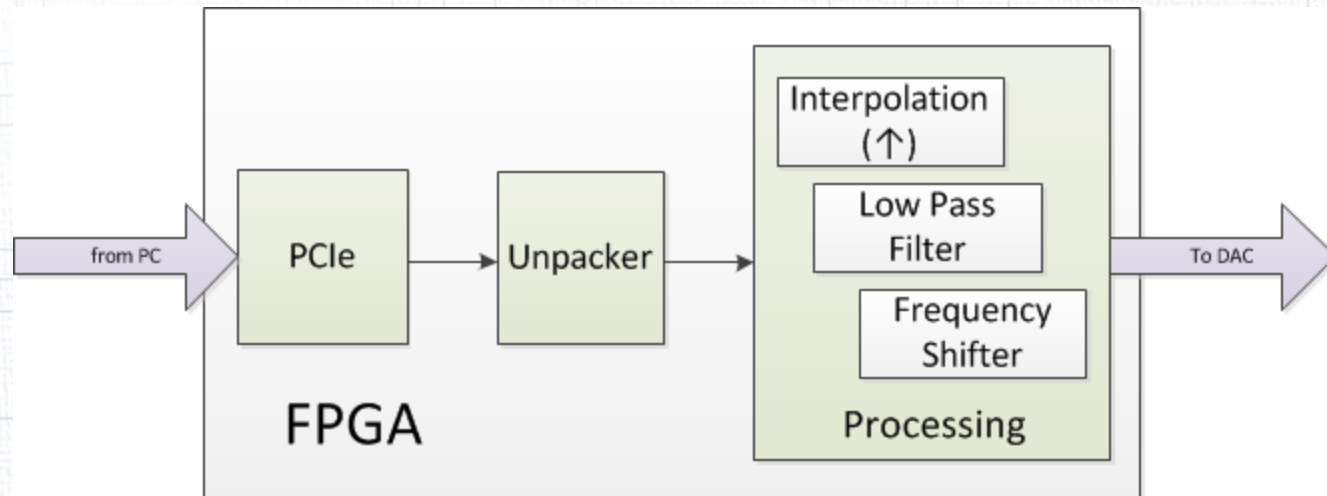 from PC
PCIe
Unpacker
Interpolation
(↑)
Low Pass
Filter
Frequency
Shifter
Processing
To DAC
FPGA